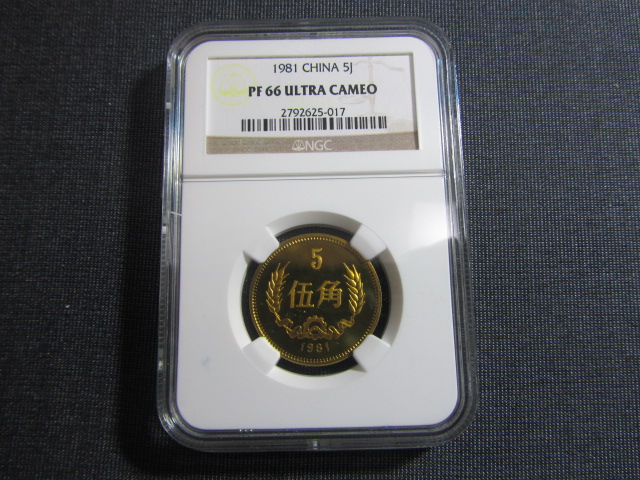 1981 CHINA 5J
PF 66 ULTRA CAMEO
2792625-017
NGC
5
伍角
1981